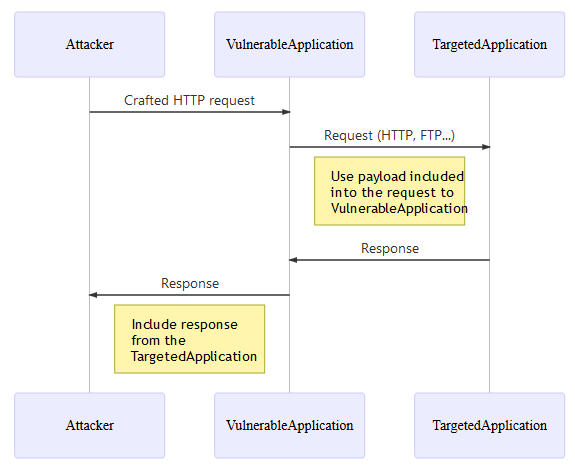 Attacker
VulnerableApplication
TargetedApplication
Crafted HTTP request
Request (HTTP, FTP...)
Use payload included
into the request to
VulnerableApplication
Response
Response
Include response
from the
TargetedApplication
Attacker
VulnerableApplication
TargetedApplication